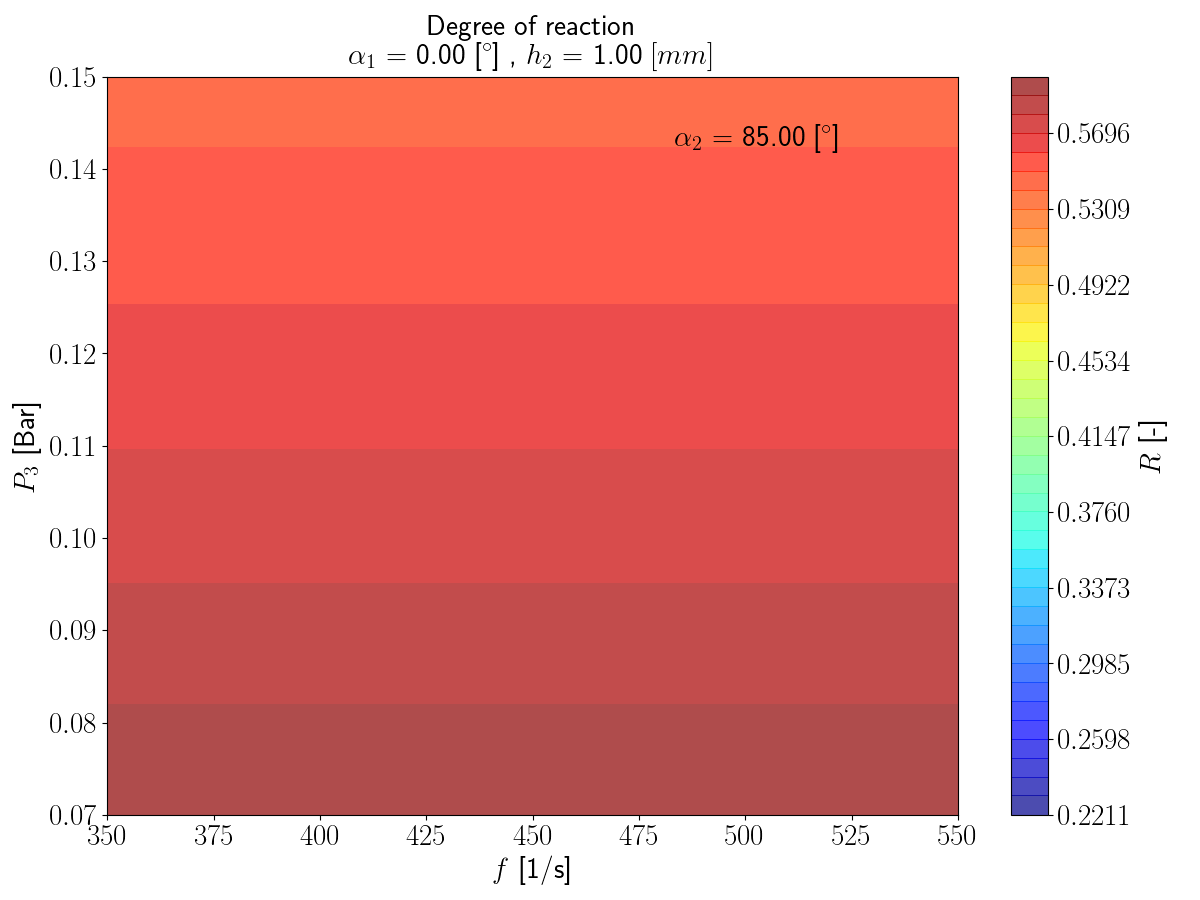 Degree of reaction
α₁ = 0.00 [°] , h₂ = 1.00 [mm]
α₂ = 85.00 [°]
0.15
0.14
0.13
0.12
0.11
0.10
0.09
0.08
0.07
P₃ [Bar]
350 375 400 425 450 475 500 525 550
f [1/s]
0.5696
0.5309
0.4922
0.4534
0.4147
0.3760
0.3373
0.2985
0.2598
0.2211
R [-]